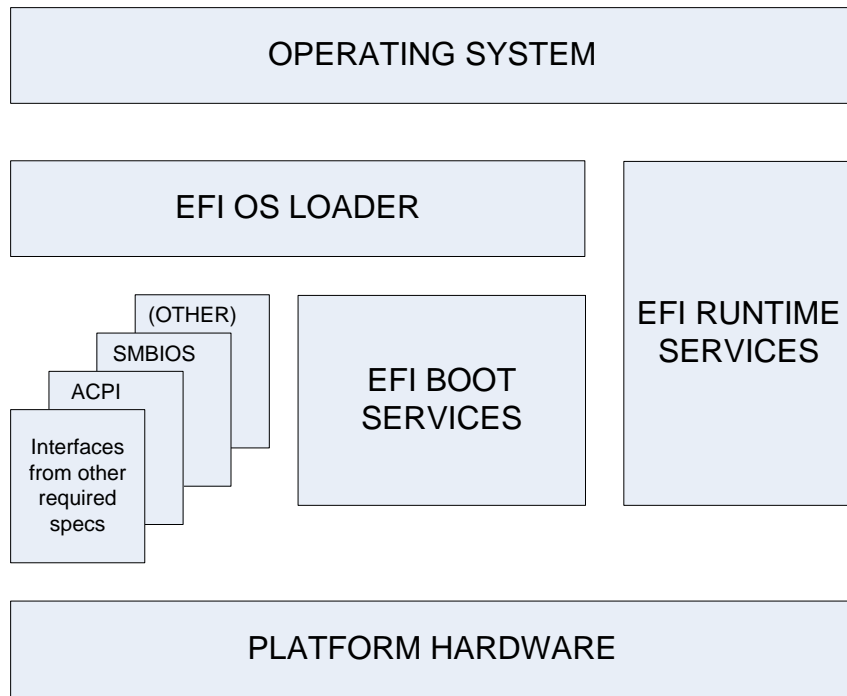 OPERATING SYSTEM
EFI OS LOADER
EFI RUNTIME
SERVICES
(OTHER)
SMBIOS
ACPI
Interfaces
from other
required
specs
EFI BOOT
SERVICES
PLATFORM HARDWARE